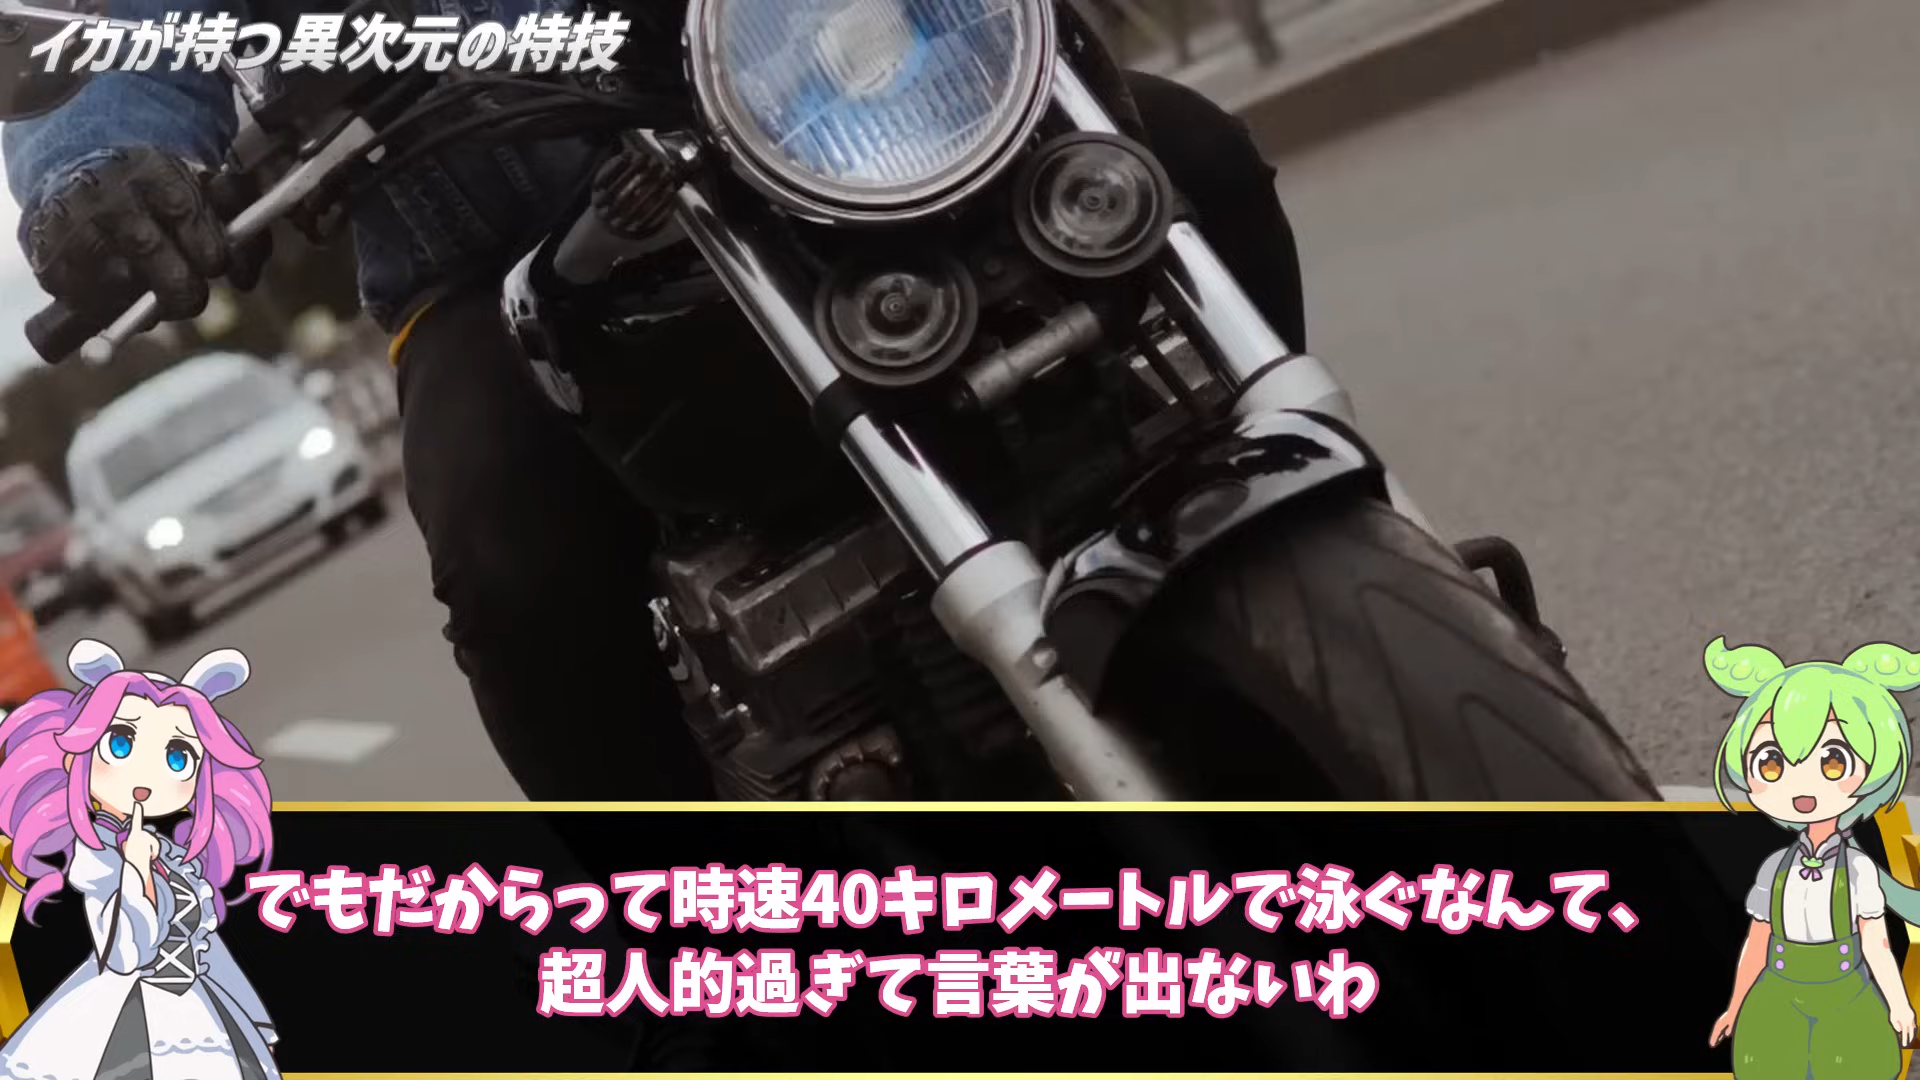 イカが持つ異次元の特技
でもだからって時速40キロメートルで泳ぐなんて、
超人的過ぎて言葉が出ないわ